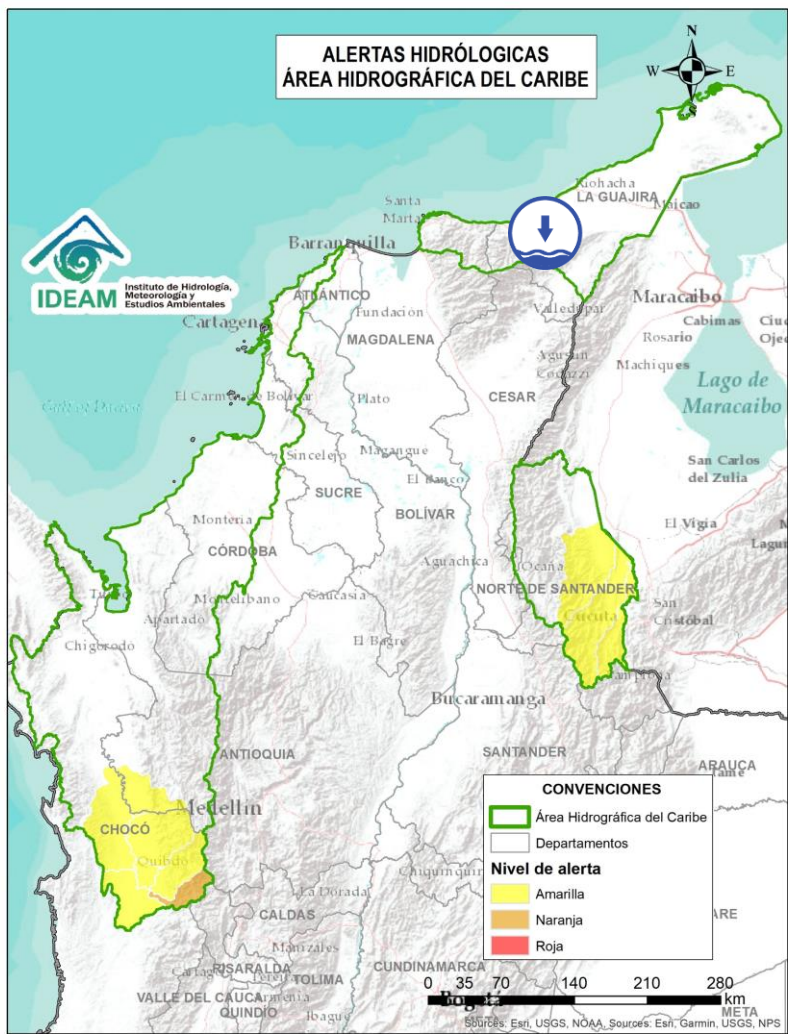 ALERTAS HIDRÓLOGICAS
ÁREA HIDROGRÁFICA DEL CARIBE
N
W
E
S
Riohacha
LA GUAJIRA
Maicao
Santa
Marta
Barranquilla
IDEAM
Instituto de Hidrología,
Meteorología y
Estudios Ambientales
ATLÁNTICO
Maracaibo
Fundación
Valledupar
Cabimas
Cartagen
MAGDALENA
Rosario
Agustín
Codazzi
Machiques
CESAR
Lago de
Maracaibo
El Carmen de Bolívar
Plato
Sincelejo
Magangue
San Carlos
del Zulia
El Banco
SUCRE
BOLÍVAR
Montería
El Vigía
CÓRDOBA
Aguachica
Ocaña
NORTE DE SANTANDER
Montelibano
Caucasia
San
Cristóbal
Apartado
Cucuta
El Bagre
Chigorodo
Bucaramanga
ANTIOQUIA
SANTANDER
ARAUCA
Medellín
CHOCÓ
Quibdó
CONVENCIONES
Área Hidrográfica del Caribe
Departamentos
Nivel de alerta
Amarilla
Naranja
Roja
La Dorada
CALDAS
Manizales
RISARALDA
TOLIMA
CUNDINAMARCA
VALLE DEL CAUCA
QUINDÍO
Ibague
0 35 70 140 210 280
km
META
Sources: Esri, USGS, NOAA, Sources: Esri, Garmin, USGS, NPS